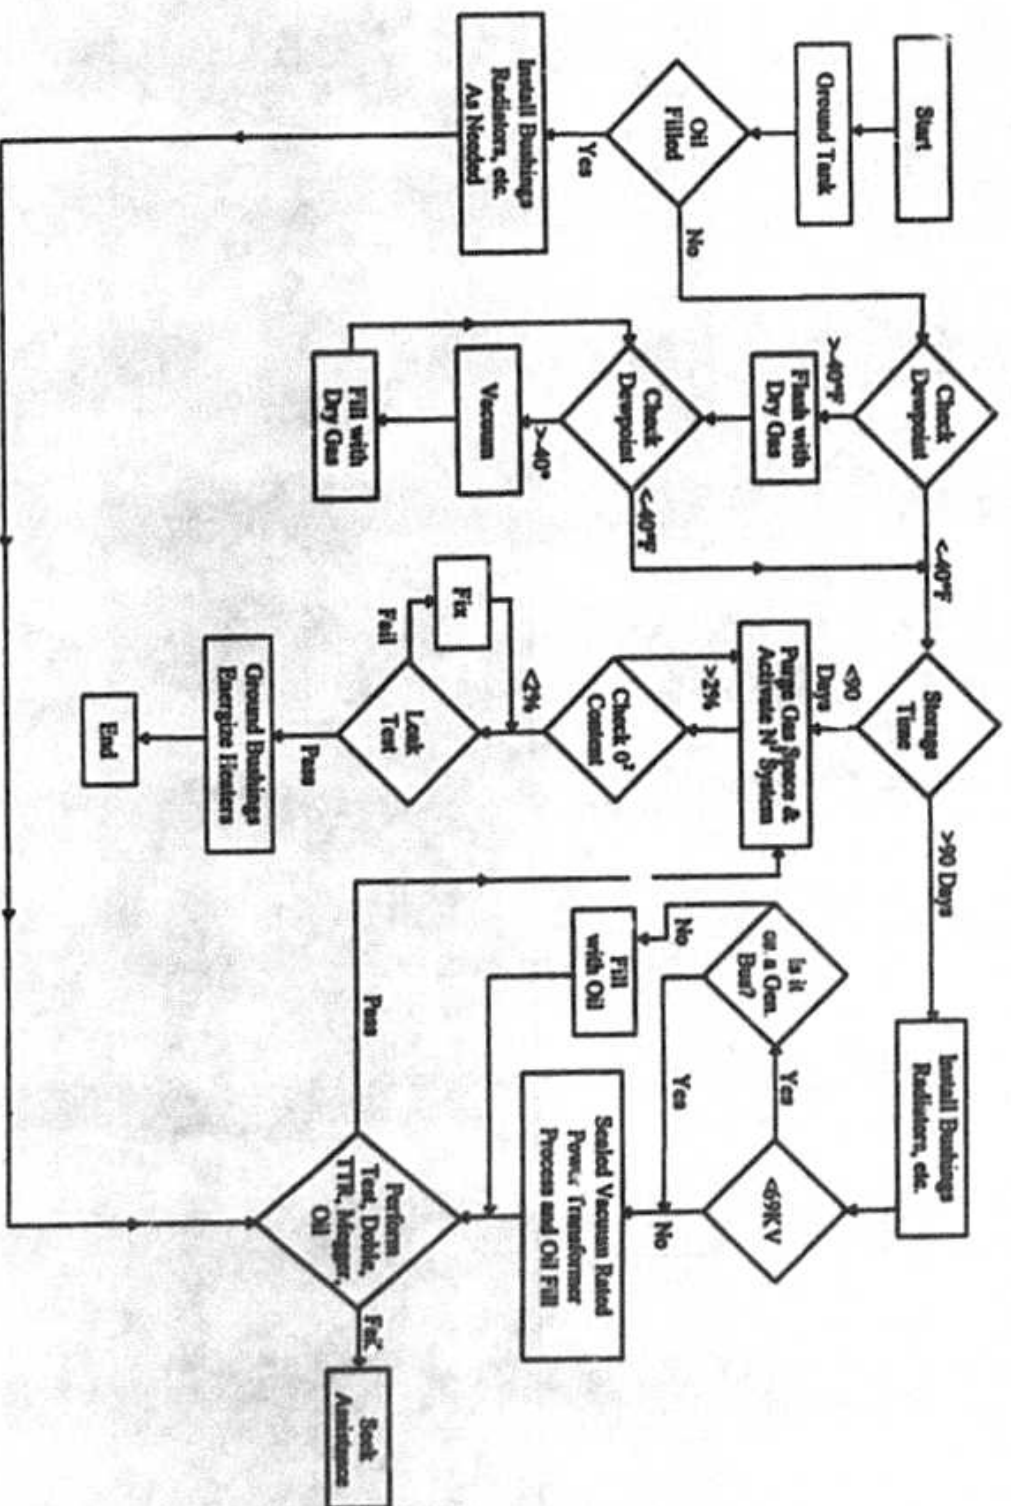 Start
Ground Tank
Oil
Filled
Yes
No
Install Bushings
Radiators, etc.
As Needed
Check
Dewpoint
>-40°F
<-40°F
Flash with
Dry Gas
Check
Dewpoint
>-40°
<-40°F
Vacuum
Fill with
Dry Gas
Storage
Time
<90
Days
>90 Days
Purge Gas Space &
Activate N² System
>2%
Check 0²
Content
<2%
Fix
Fail
Leak
Test
Pass
Ground Bushings
Energize Heaters
End
Install Bushings
Radiators, etc.
<69KV
Yes
No
Is it
on a Gen.
Bus?
No
Yes
Fill
with Oil
Sealed Vacuum Rated
Power Transformer
Process and Oil Fill
Perform
Test, Doble,
TTR, Megger,
Oil
Pass
Fail
Seek
Assistance